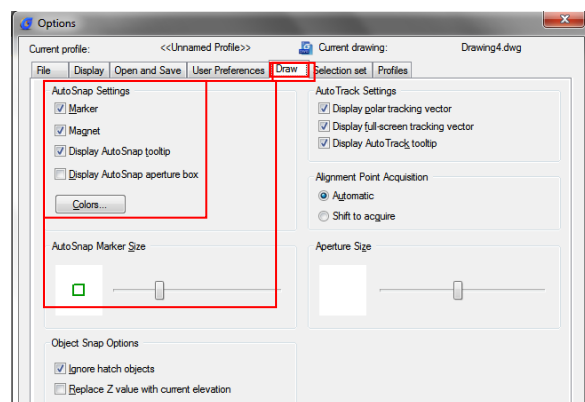 Options
Current profile: <<Unnamed Profile>> Current drawing: Drawing4.dwg
File Display Open and Save User Preferences Draw Selection set Profiles
AutoSnap Settings
Marker
Magnet
Display AutoSnap tooltip
Display AutoSnap aperture box
Colors...
AutoTrack Settings
Display polar tracking vector
Display full-screen tracking vector
Display AutoTrack tooltip
Alignment Point Acquisition
Automatic
Shift to acquire
AutoSnap Marker Size
Aperture Size
Object Snap Options
Ignore hatch objects
Replace Z value with current elevation